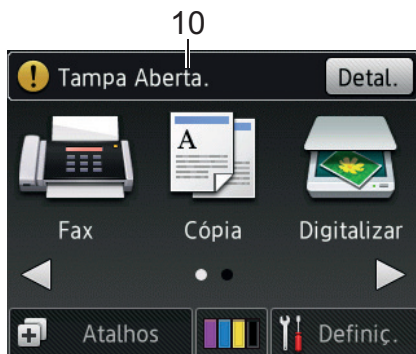 10
Tampa Aberta. Detal.
A
Fax Cópia Digitalizar
Atalhos Definiç.